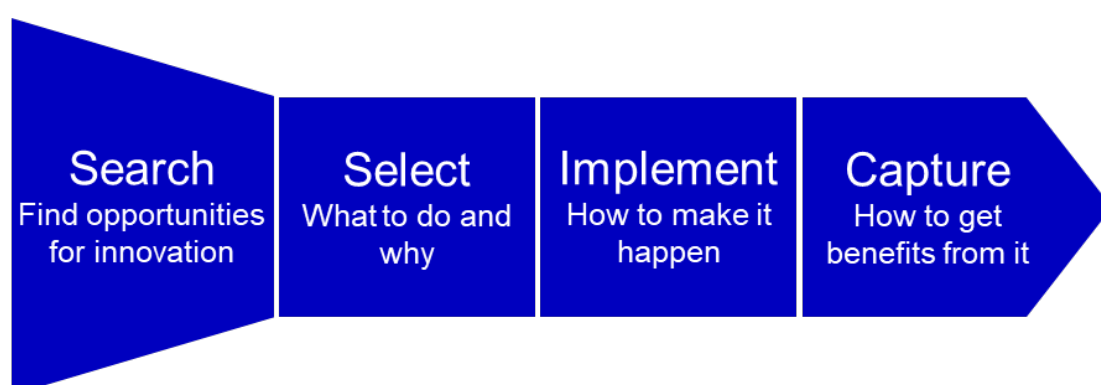 Search
Find opportunities
for innovation
Select
What to do and
why
Implement
How to make it
happen
Capture
How to get
benefits from it